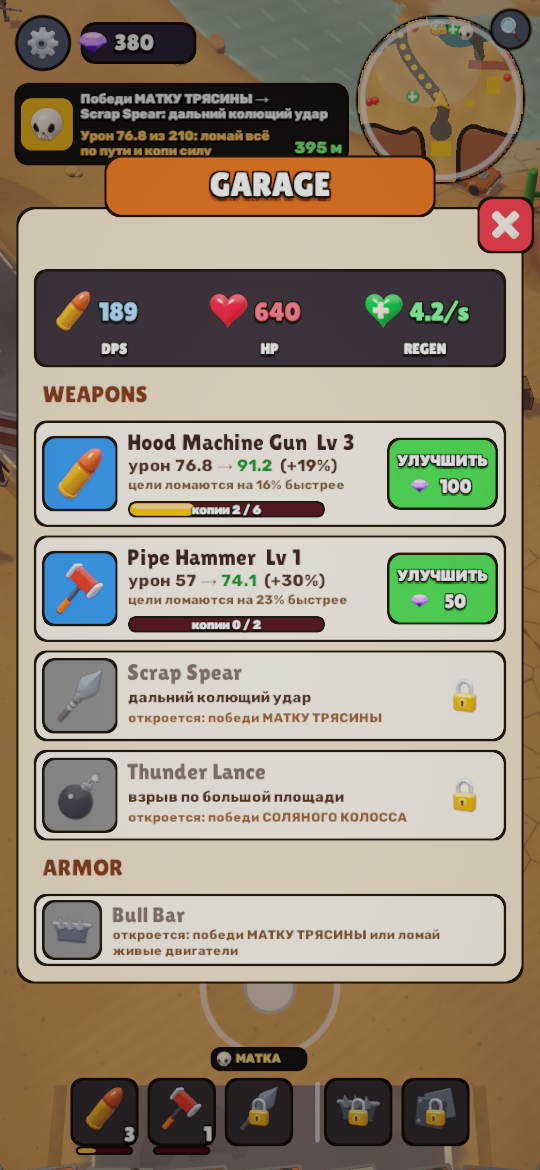 380
Победи МАТКУ ТРЯСИНЫ →
Scrap Spear: дальний колющий удар
Урон 76.8 из 210: ломай всё
по пути и копи силу
395 м
GARAGE
189
640
4.2/s
DPS
HP
REGEN
WEAPONS
Hood Machine Gun Lv 3
урон 76.8 → 91.2 (+19%)
цели ломаются на 16% быстрее
копии 2 / 6
УЛУЧШИТЬ
100
Pipe Hammer Lv 1
урон 57 → 74.1 (+30%)
цели ломаются на 23% быстрее
копии 0 / 2
УЛУЧШИТЬ
50
Scrap Spear
дальний колющий удар
откроется: победи МАТКУ ТРЯСИНЫ
Thunder Lance
взрыв по большой площади
откроется: победи СОЛЯНОГО КОЛОССА
ARMOR
Bull Bar
откроется: победи МАТКУ ТРЯСИНЫ или ломай
живые двигатели
МАТКА
3
1